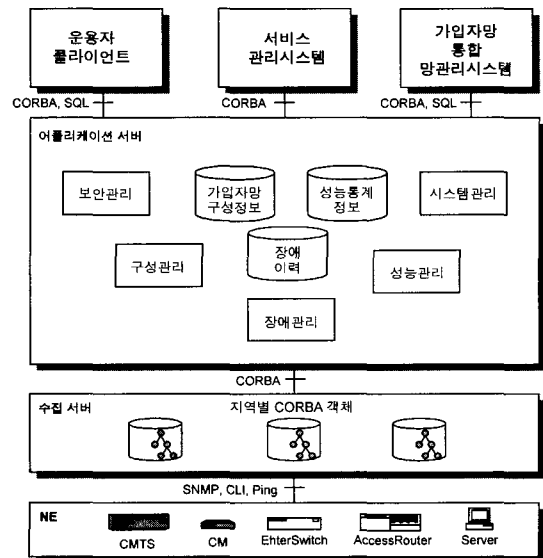 운용자
클라이언트
서비스
관리시스템
가입자망
통합
망관리시스템
CORBA, SQL
CORBA
CORBA, SQL
어플리케이션 서버
보안관리
가입자망
구성정보
성능통계
정보
시스템관리
구성관리
장애
이력
성능관리
장애관리
CORBA
수집 서버
지역별 CORBA 객체
SNMP, CLI, Ping
NE
CMTS
CM
EhterSwitch
AccessRouter
Server